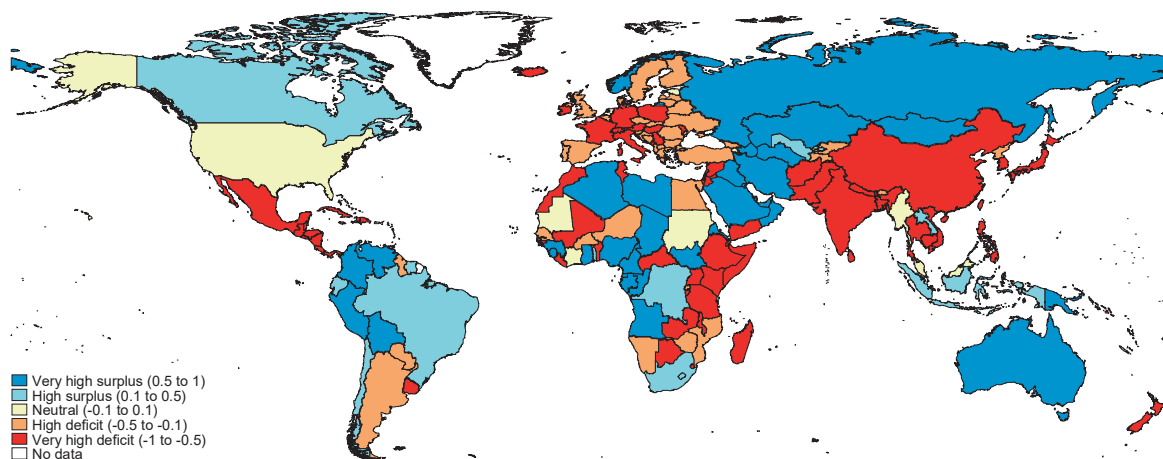 Very high surplus (0.5 to 1)
High surplus (0.1 to 0.5)
Neutral (-0.1 to 0.1)
High deficit (-0.5 to -0.1)
Very high deficit (-1 to -0.5)
No data